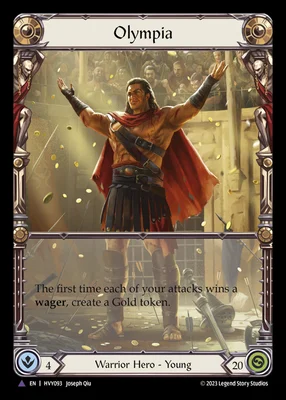 Olympia
The first time each of your attacks wins a
wager, create a Gold token.
4
Warrior Hero - Young
20
EN | HVY093 Joseph Qiu
© 2023 Legend Story Studios